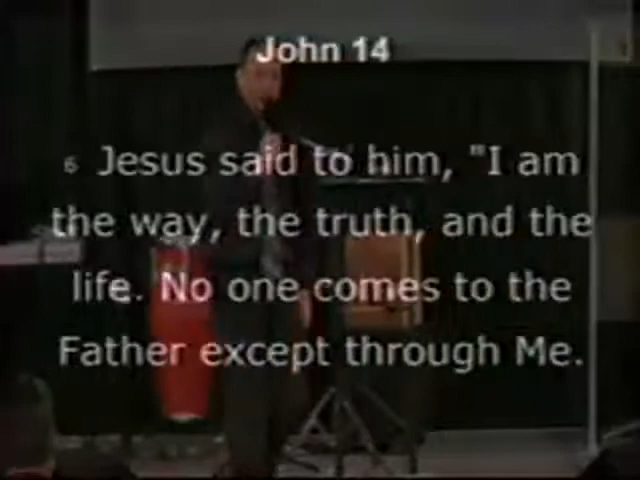 John 14
6 Jesus said to him, "I am
the way, the truth, and the
life. No one comes to the
Father except through Me.